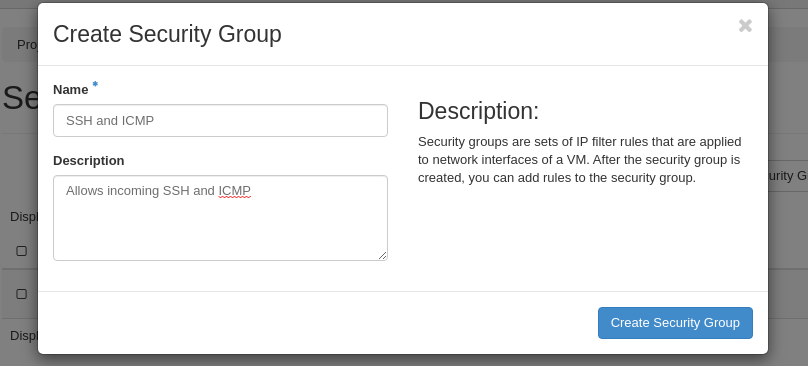 Create Security Group
✖
Pro
Name *
Se
SSH and ICMP
Description:
Security groups are sets of IP filter rules that are applied
to network interfaces of a VM. After the security group is
created, you can add rules to the security group.
Description
urity G
Allows incoming SSH and ICMP
Displ
Displ
Create Security Group